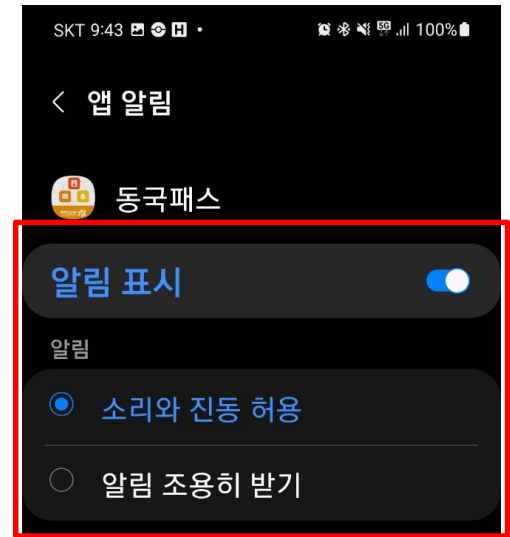 SKT 9:43 H •
5G 100%
< 앱 알림
동국패스
알림 표시
알림
소리와 진동 허용
알림 조용히 받기